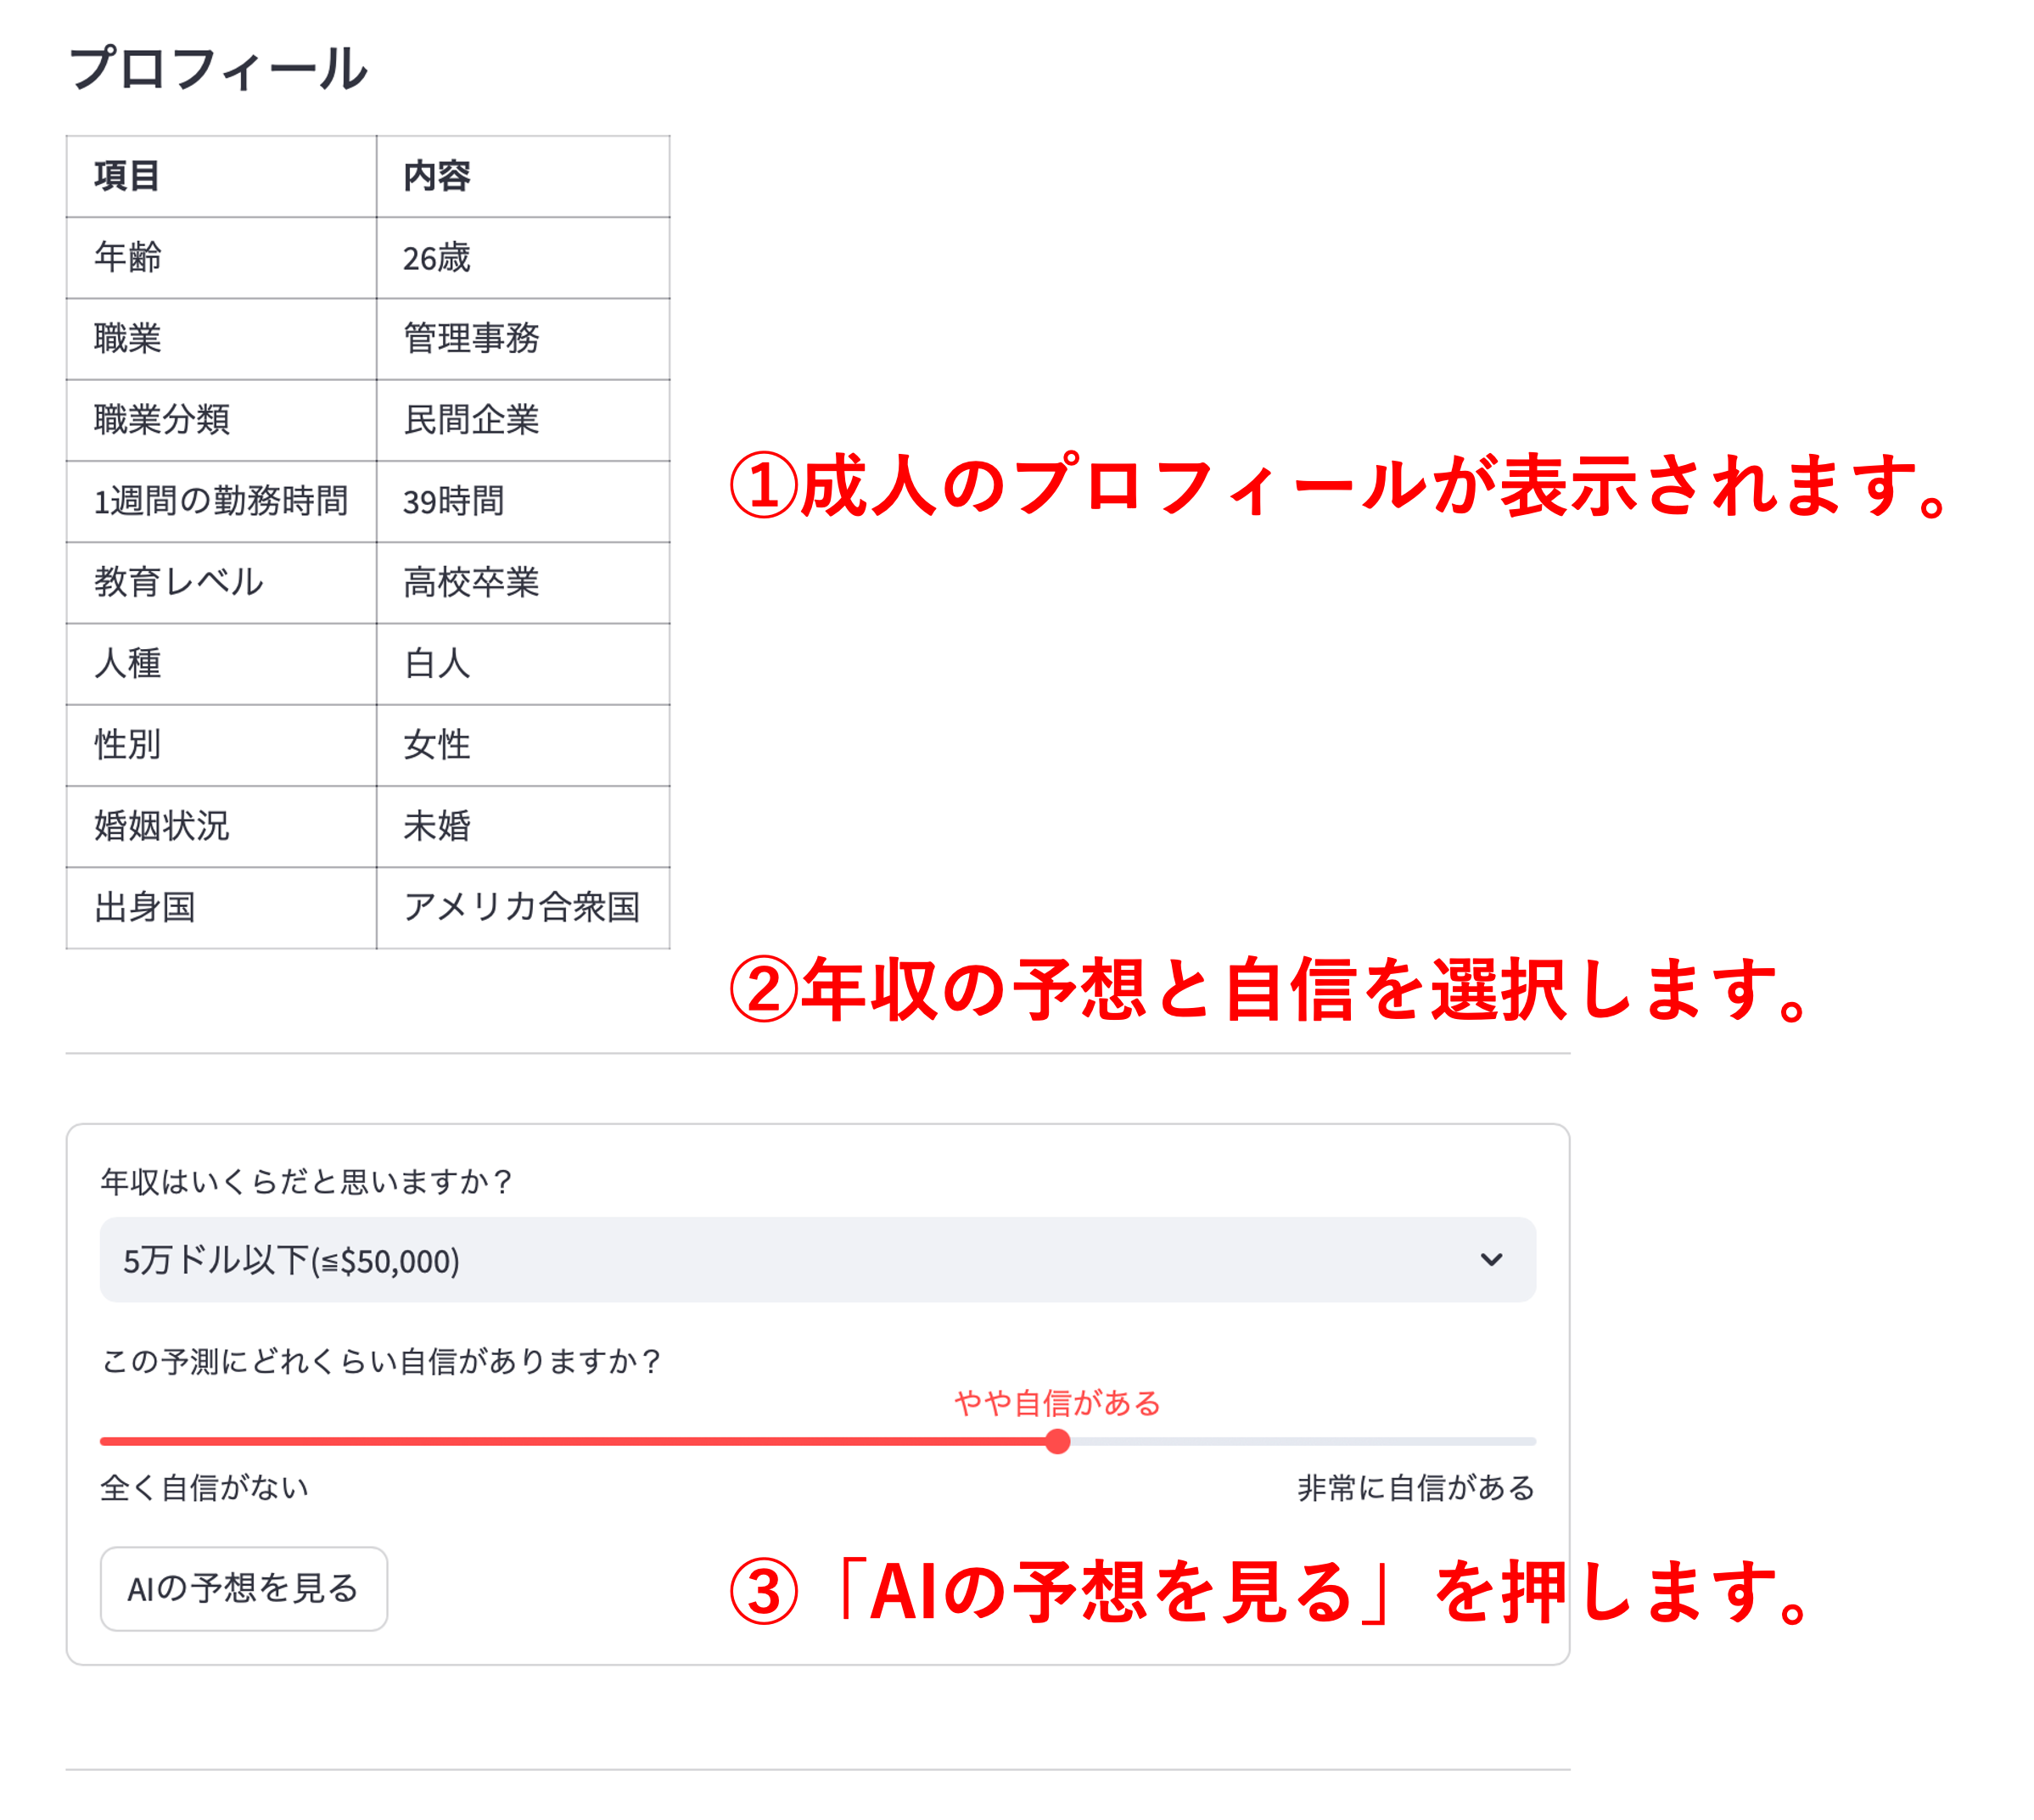 プロフィール
項目 内容
年齢 26歳
職業 管理事務
職業分類 民間企業
1週間の勤務時間 39時間
①成人のプロフィールが表示されます。
教育レベル 高校卒業
人種 白人
性別 女性
婚姻状況 未婚
出身国 アメリカ合衆国
②年収の予想と自信を選択します。
年収はいくらだと思いますか？
5万ドル以下(≦$50,000)
この予測にどれくらい自信がありますか？
やや自信がある
全く自信がない 非常に自信がある
AIの予想を見る
③「AIの予想を見る」を押します。